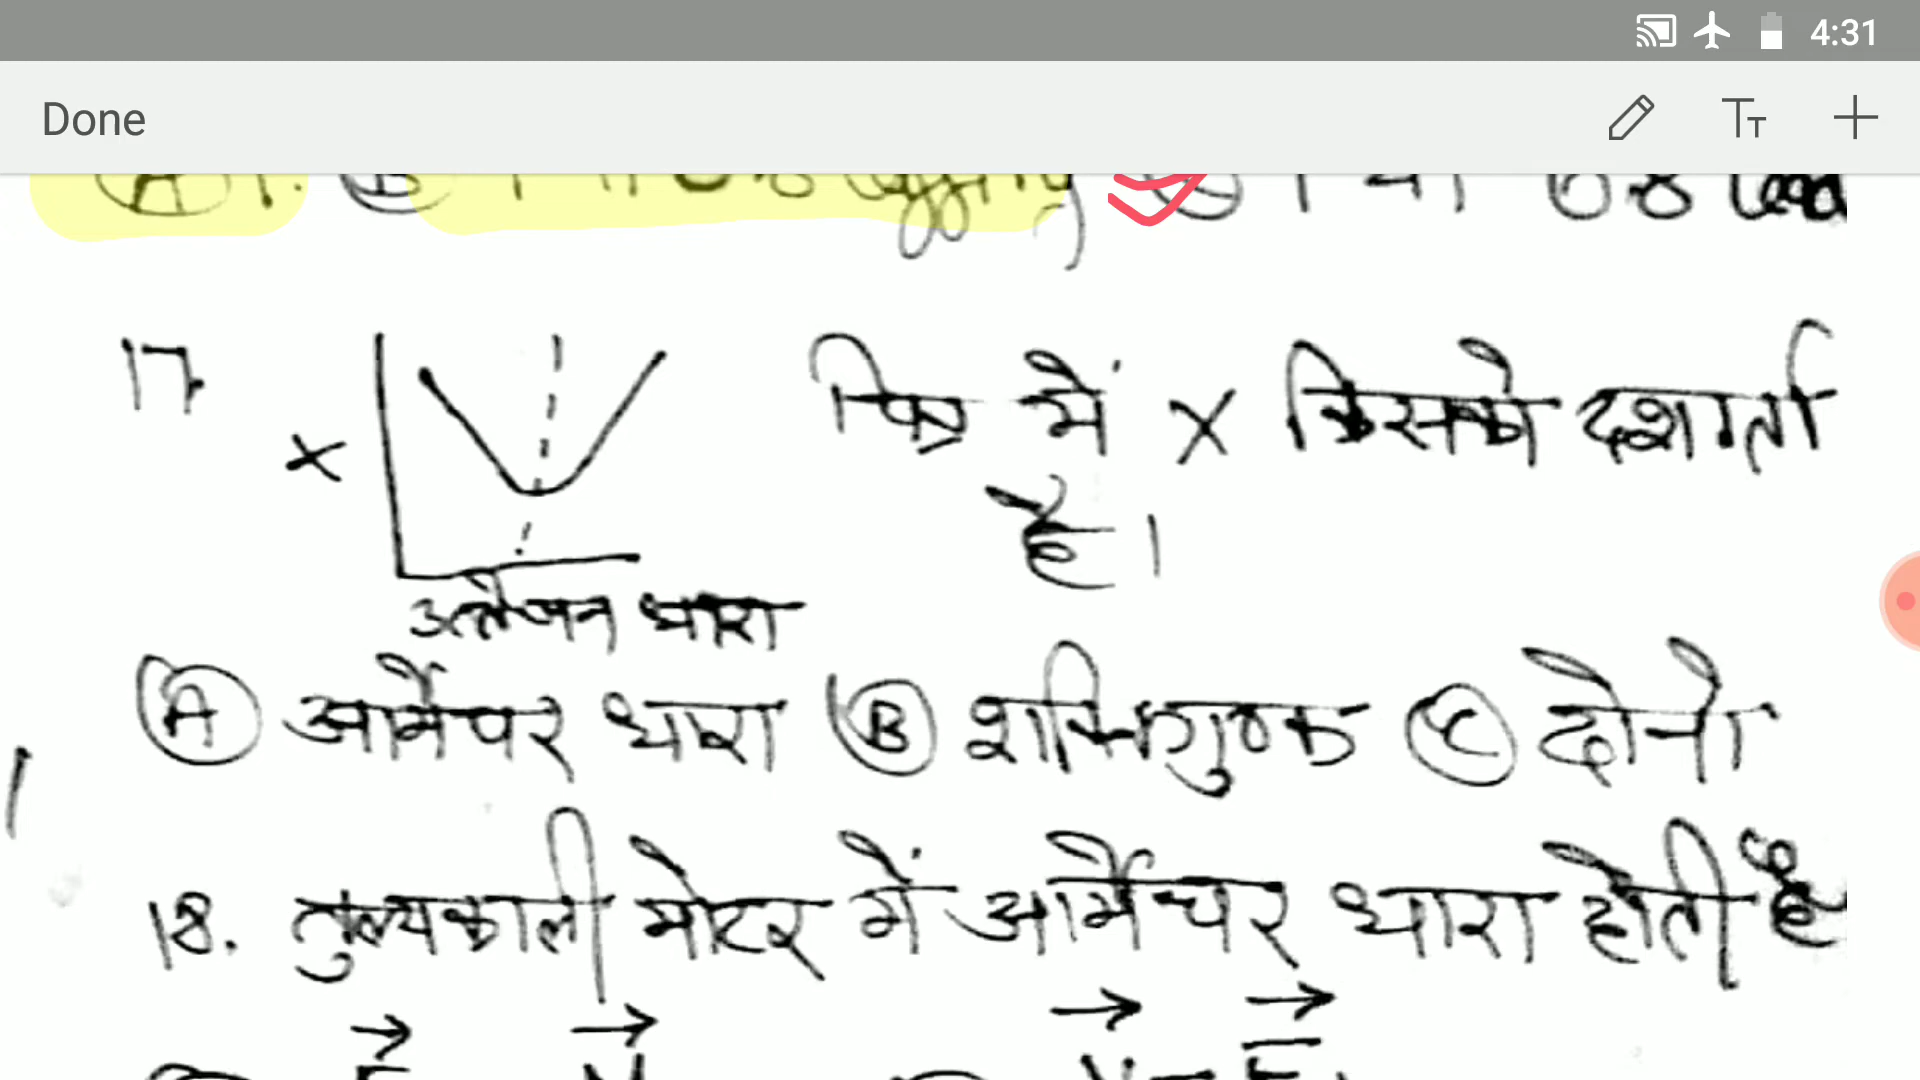 4:31
Done
17
चित्र में X किसको दर्शाता
X
है।
उत्तेजन धारा
(A) आर्मेचर धारा (B) शक्तिगुणक (C) दोनो
18. तुल्यकाली मोटर में आर्मेचर धारा होती है